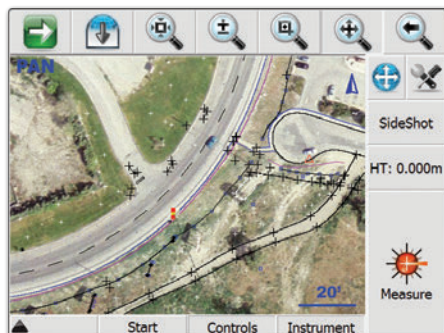 PAN
SideShot
HT: 0.000m
Measure
20'
Start Controls Instrument